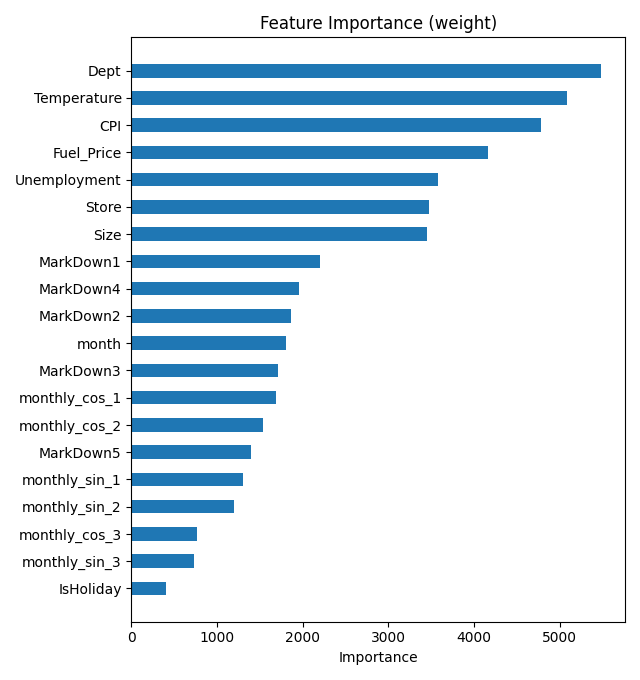 Feature Importance (weight)
Dept
Temperature
CPI
Fuel_Price
Unemployment
Store
Size
MarkDown1
MarkDown4
MarkDown2
month
MarkDown3
monthly_cos_1
monthly_cos_2
MarkDown5
monthly_sin_1
monthly_sin_2
monthly_cos_3
monthly_sin_3
IsHoliday
0 1000 2000 3000 4000 5000
Importance